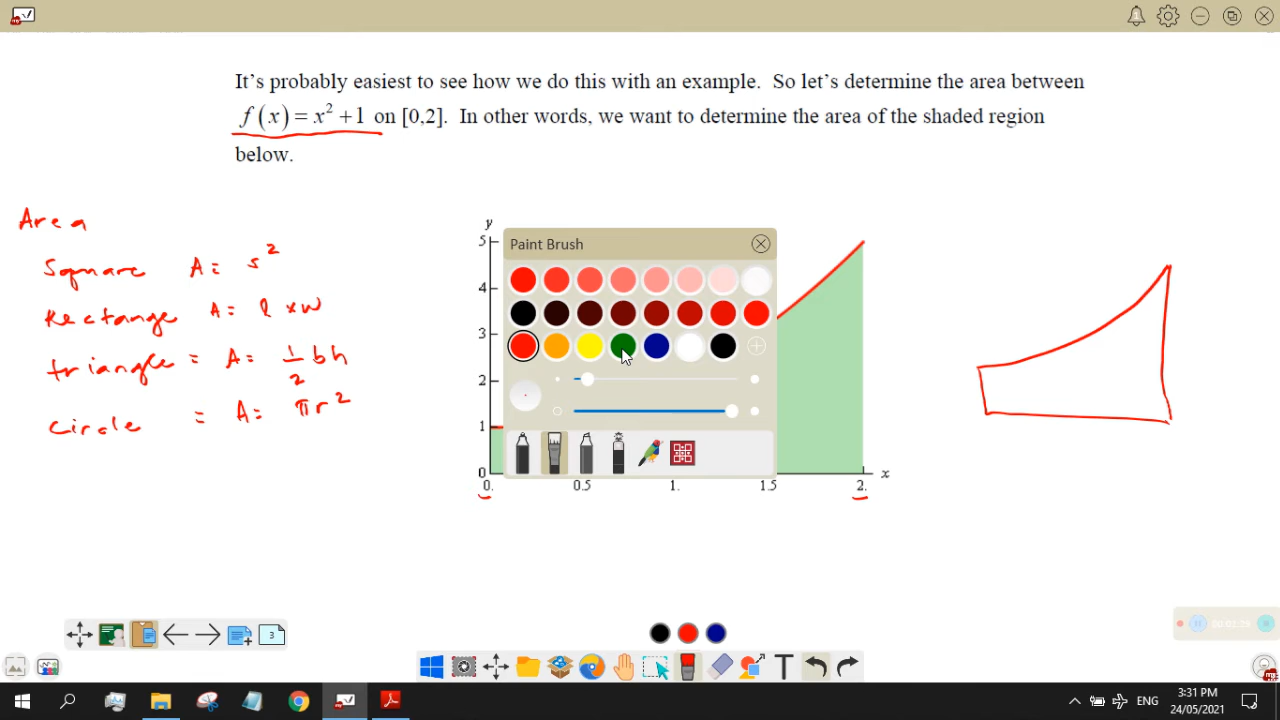 It's probably easiest to see how we do this with an example. So let's determine the area between
f(x) = x² +1 on [0,2]. In other words, we want to determine the area of the shaded region
below.
Area
Square A= s²
Rectange A= l x w
triangle = A= 1/2 bh
circle = A= πr²
y
5
4
3
2
1
0
0. 0.5 1. 1.5 2. x
Paint Brush
3
T
ENG
3:31 PM
24/05/2021